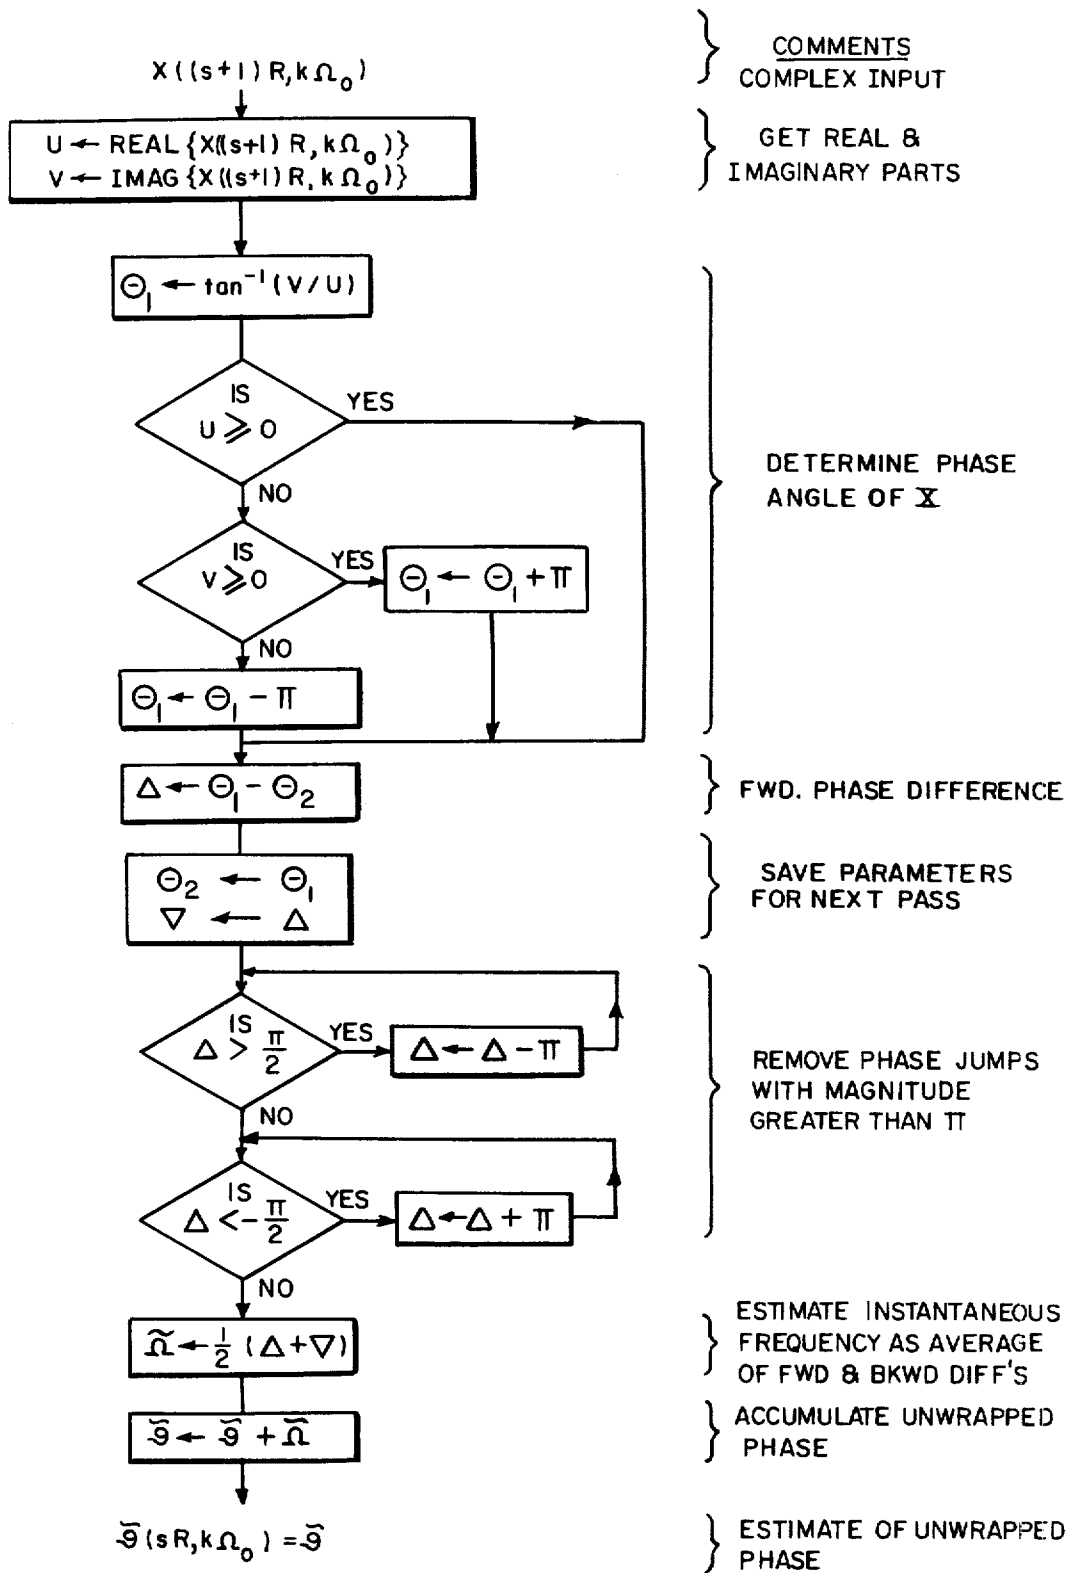 COMMENTS
X((s+1)R,kΩ₀)
COMPLEX INPUT
U ← REAL {X((s+1) R, kΩ₀)}
V ← IMAG {X((s+1) R, kΩ₀)}
GET REAL &
IMAGINARY PARTS
Θ₁ ← tan⁻¹(V/U)
IS
U ⩾ 0
YES
NO
DETERMINE PHASE
ANGLE OF X
IS
V ⩾ 0
YES
Θ₁ ← Θ₁ + π
NO
Θ₁ ← Θ₁ − π
Δ ← Θ₁ − Θ₂
FWD. PHASE DIFFERENCE
Θ₂ ← Θ₁
∇ ← Δ
SAVE PARAMETERS
FOR NEXT PASS
IS
Δ > π/2
YES
Δ ← Δ − π
NO
REMOVE PHASE JUMPS
WITH MAGNITUDE
GREATER THAN π
IS
Δ < −π/2
YES
Δ ← Δ + π
NO
Ω̃ ← 1/2 (Δ + ∇)
ESTIMATE INSTANTANEOUS
FREQUENCY AS AVERAGE
OF FWD & BKWD DIFF'S
ϑ̃ ← ϑ̃ + Ω̃
ACCUMULATE UNWRAPPED
PHASE
ϑ̃(sR,kΩ₀) = ϑ̃
ESTIMATE OF UNWRAPPED
PHASE